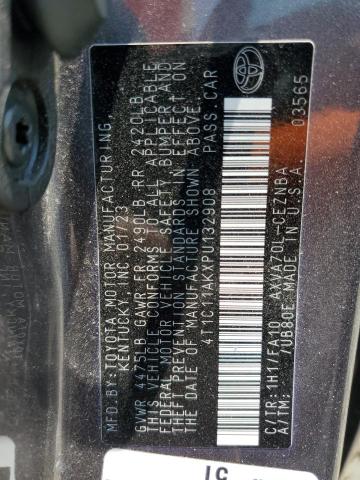 MFD. BY:TOYOTA MOTOR MANUFACTURING,
KENTUCKY, INC. 01/23
GVWR 4475LB GAWR FR 2490LB RR 2420LB
THIS VEHICLE CONFORMS TO ALL APPLICABLE
FEDERAL MOTOR VEHICLE SAFETY, BUMPER AND
THEFT PREVENTION STANDARDS IN EFFECT ON
THE DATE OF MANUFACTURE SHOWN ABOVE.
4T1C11AKXPU132908 PASS.CAR
C/TR:1H1/FA10 AXVA70L-CEZNBA
A/TM: /UB80E MADE IN U.S.A. 03565